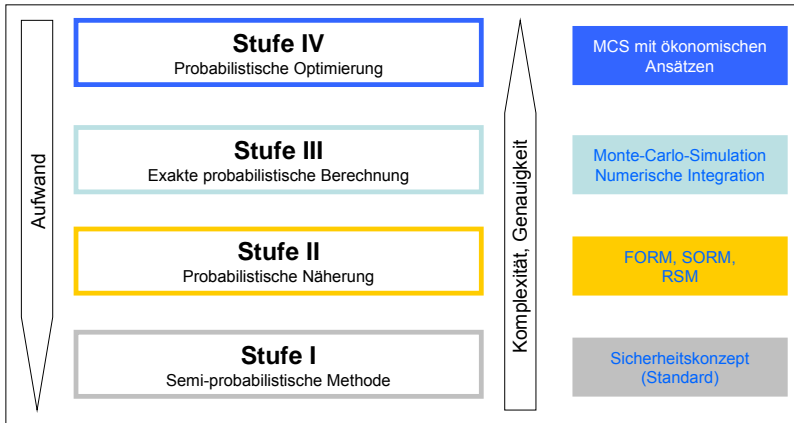 Aufwand
Stufe IV
Probabilistische Optimierung
Stufe III
Exakte probabilistische Berechnung
Stufe II
Probabilistische Näherung
Stufe I
Semi-probabilistische Methode
Komplexität, Genauigkeit
MCS mit ökonomischen
Ansätzen
Monte-Carlo-Simulation
Numerische Integration
FORM, SORM,
RSM
Sicherheitskonzept
(Standard)